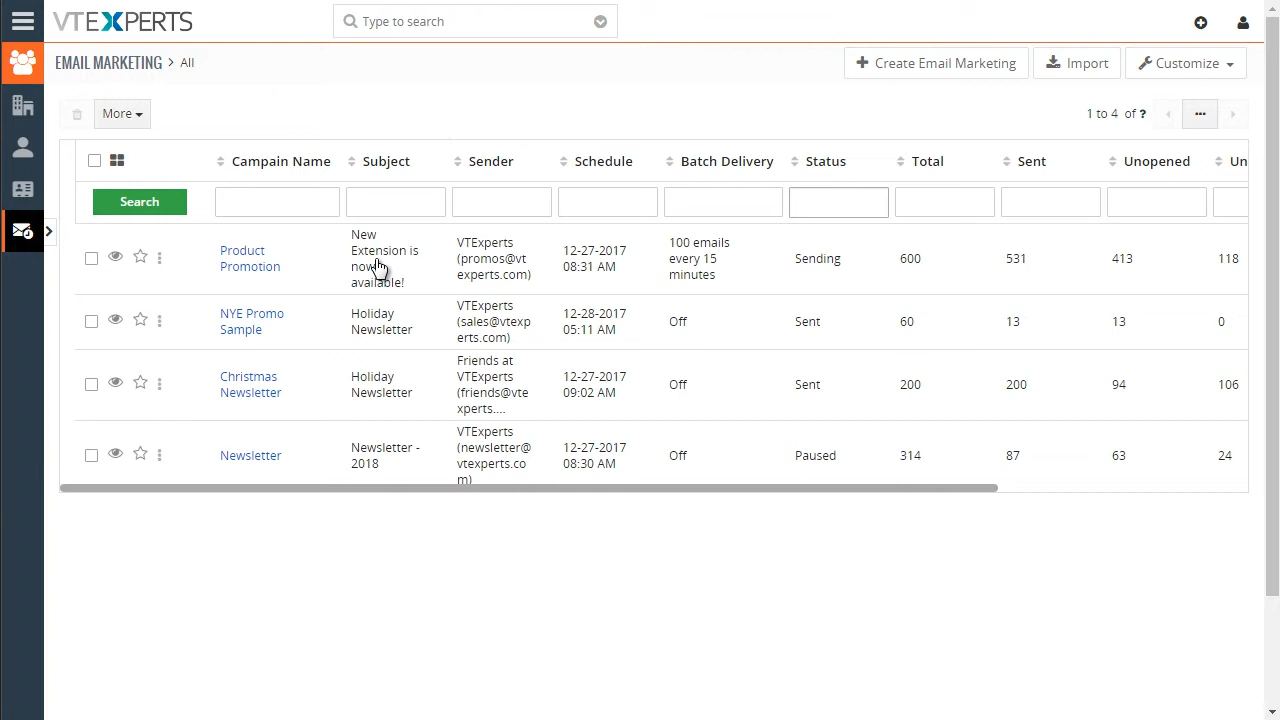 VTEXPERTS
Type to search
EMAIL MARKETING > All
Create Email Marketing
Import
Customize
More
1 to 4 of ?
Campain Name
Subject
Sender
Schedule
Batch Delivery
Status
Total
Sent
Unopened
Un
Search
Product
Promotion
New
Extension is
now
available!
VTExperts
(promos@vt
experts.com)
12-27-2017
08:31 AM
100 emails
every 15
minutes
Sending
600
531
413
118
NYE Promo
Sample
Holiday
Newsletter
VTExperts
(sales@vtexp
erts.com)
12-28-2017
05:11 AM
Off
Sent
60
13
13
0
Christmas
Newsletter
Holiday
Newsletter
Friends at
VTExperts
(friends@vte
xperts....
12-27-2017
09:02 AM
Off
Sent
200
200
94
106
Newsletter
Newsletter -
2018
VTExperts
(newsletter@
vtexperts.co
m)
12-27-2017
08:30 AM
Off
Paused
314
87
63
24